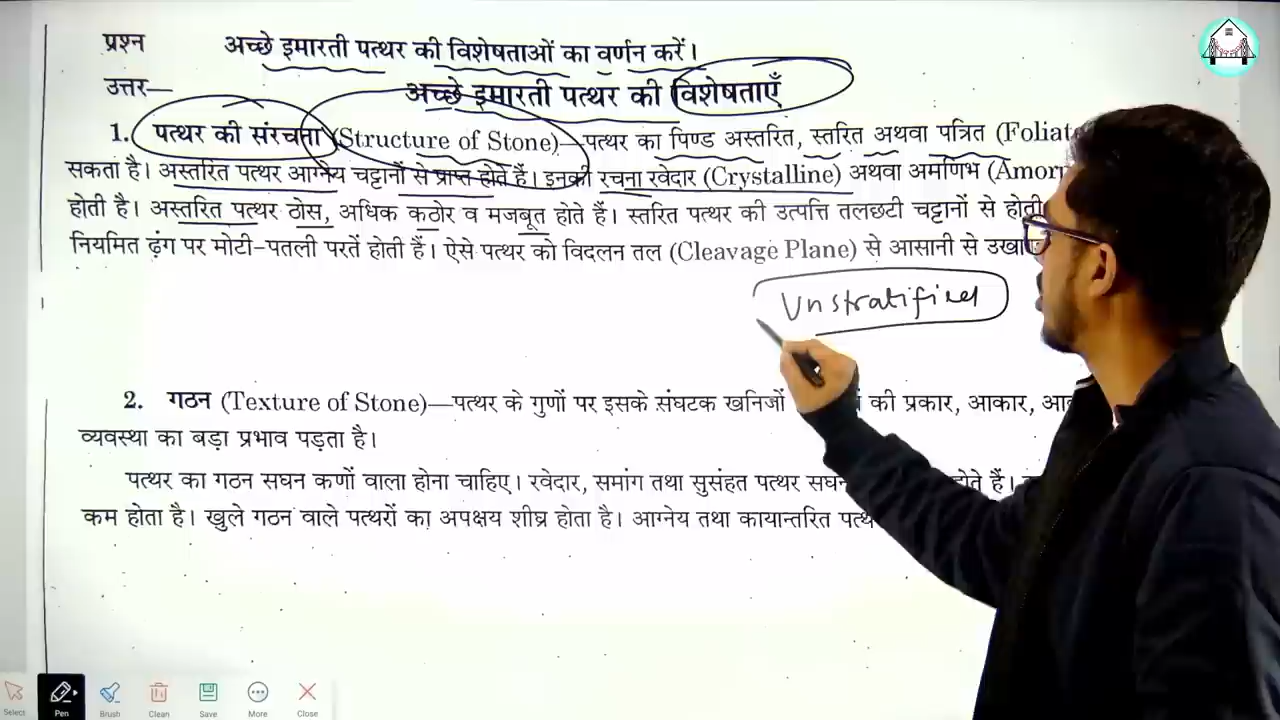 प्रश्न अच्छे इमारती पत्थर की विशेषताओं का वर्णन करें।
उत्तर— अच्छे इमारती पत्थर की विशेषताएँ
1. पत्थर की संरचता (Structure of Stone)—पत्थर का पिण्ड अस्तरित, स्तरित अथवा पत्रित (Foliate
सकता है। अस्तरित पत्थर आग्नेय चट्टानों से प्राप्त होते हैं। इनकी रचना रवेदार (Crystalline) अथवा अमणिभ (Amorp
होती है। अस्तरित पत्थर ठोस, अधिक कठोर व मजबूत होते हैं। स्तरित पत्थर की उत्पत्ति तलछटी चट्टानों से होती
नियमित ढ़ंग पर मोटी-पतली परतें होती हैं। ऐसे पत्थर को विदलन तल (Cleavage Plane) से आसानी से उखा
Unstratified
2. गठन (Texture of Stone)—पत्थर के गुणों पर इसके संघटक खनिजों की प्रकार, आकार,
व्यवस्था का बड़ा प्रभाव पड़ता है।
पत्थर का गठन सघन कणों वाला होना चाहिए। रवेदार, समांग तथा सुसंहत पत्थर सघन होते हैं।
कम होता है। खुले गठन वाले पत्थरों का अपक्षय शीघ्र होता है। आग्नेय तथा कायान्तरित पत्थ
Select Pen Brush Clean Save More Close